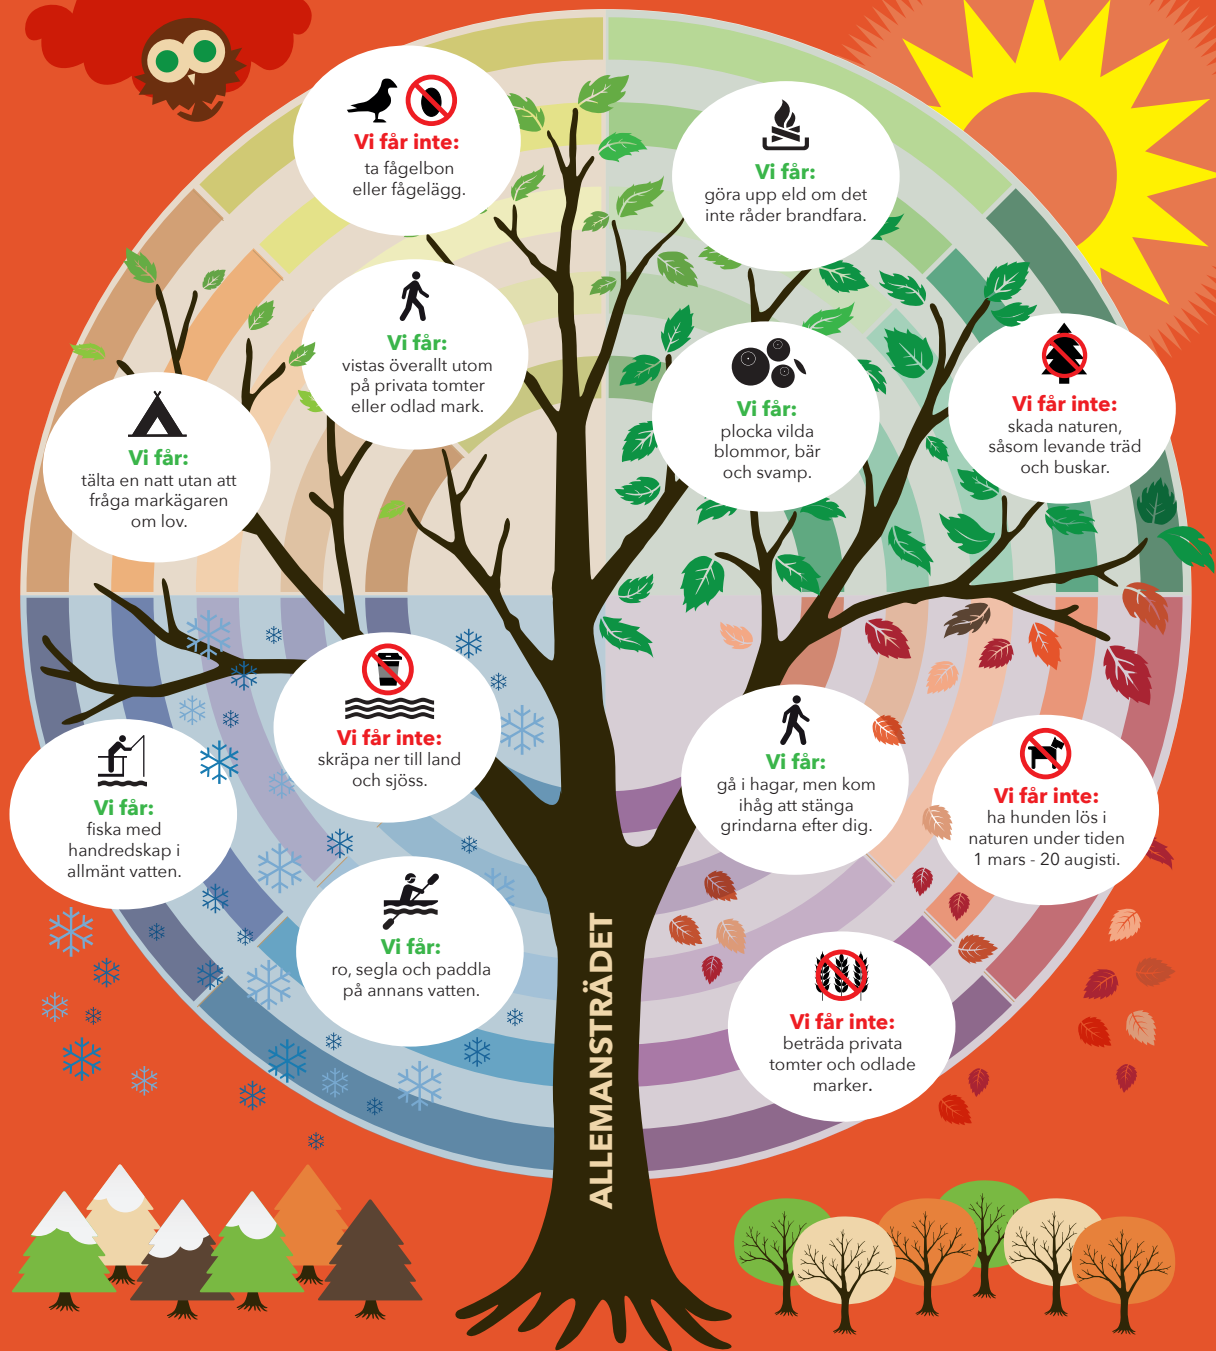 Vi får inte:
ta fågelbon
eller fågelägg.
Vi får:
göra upp eld om det
inte råder brandfara.
Vi får:
vistas överallt utom
på privata tomter
eller odlad mark.
Vi får:
plocka vilda
blommor, bär
och svamp.
Vi får inte:
skada naturen,
såsom levande träd
och buskar.
Vi får:
tälta en natt utan att
fråga markägaren
om lov.
Vi får inte:
skräpa ner till land
och sjöss.
Vi får:
gå i hagar, men kom
ihåg att stänga
grindarna efter dig.
Vi får inte:
ha hunden lös i
naturen under tiden
1 mars - 20 augisti.
Vi får:
fiska med
handredskap i
allmänt vatten.
Vi får:
ro, segla och paddla
på annans vatten.
Vi får inte:
beträda privata
tomter och odlade
marker.
ALLEMANSTRÄDET